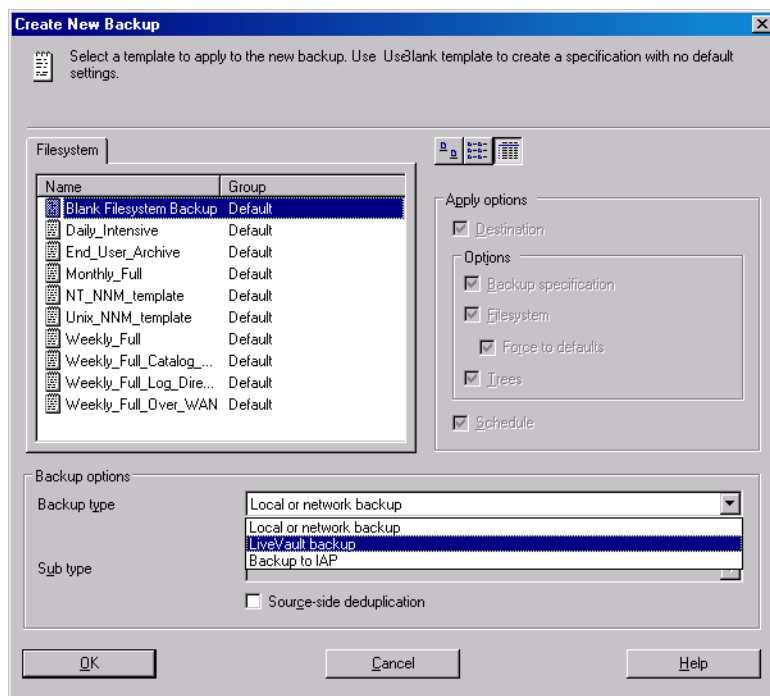 Create New Backup
Select a template to apply to the new backup. Use UseBlank template to create a specification with no default
settings.
Filesystem
Name Group
Blank Filesystem Backup Default
Daily_Intensive Default
End_User_Archive Default
Monthly_Full Default
NT_NNM_template Default
Unix_NNM_template Default
Weekly_Full Default
Weekly_Full_Catalog_... Default
Weekly_Full_Log_Dire... Default
Weekly_Full_Over_WAN Default
Apply options
Destination
Options
Backup specification
Filesystem
Force to defaults
Trees
Schedule
Backup options
Backup type Local or network backup
Local or network backup
LiveVault backup
Backup to IAP
Sub type
Source-side deduplication
OK Cancel Help